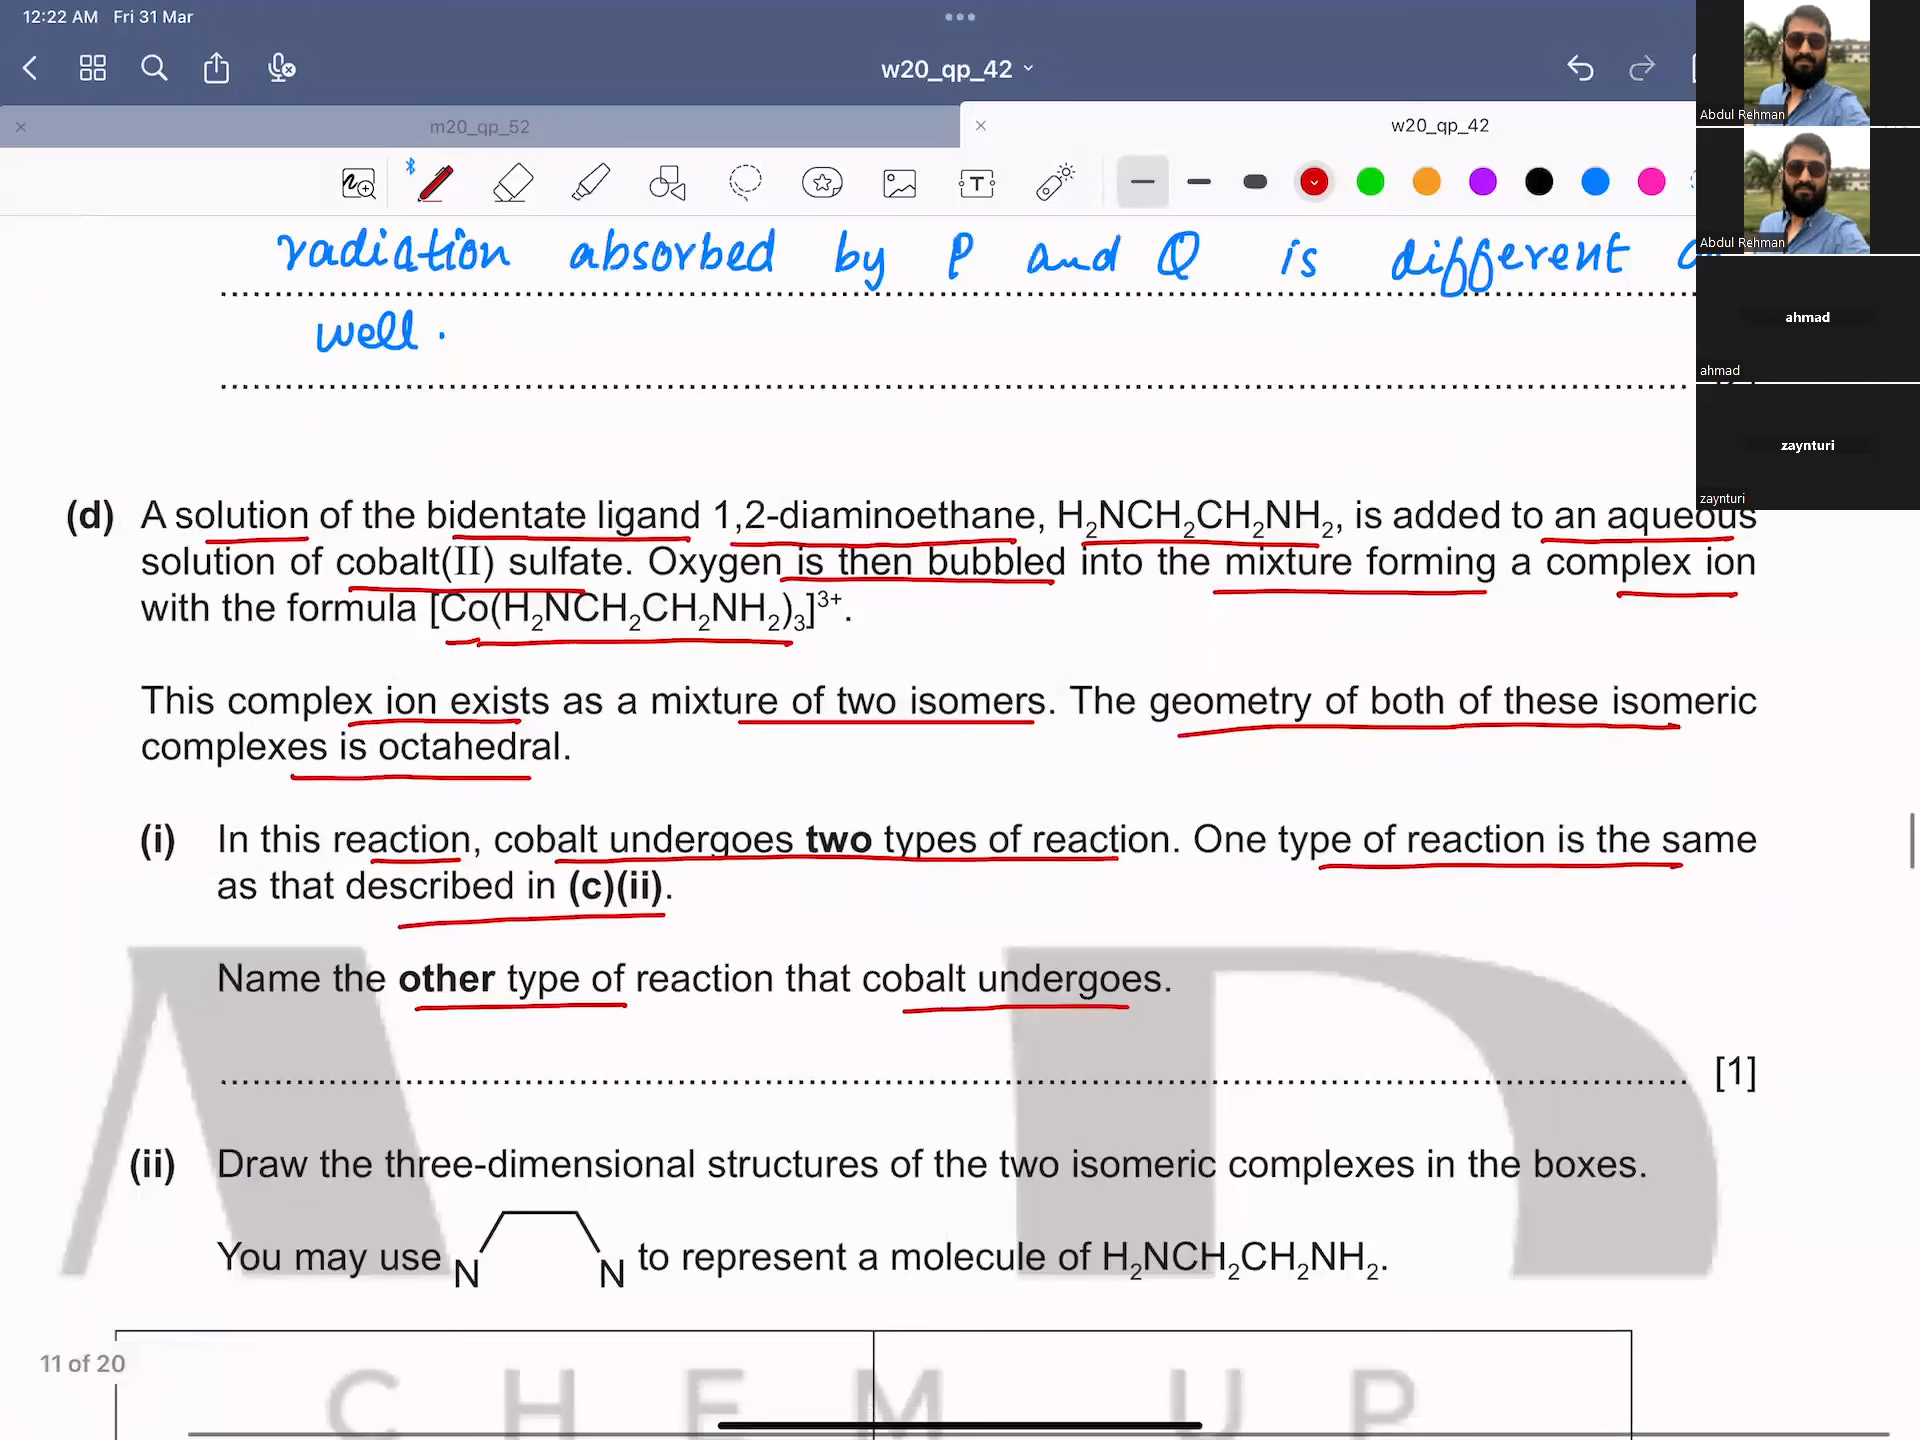 12:22 AM Fri 31 Mar
w20_qp_42
m20_qp_52
w20_qp_42
Abdul Rehman
Abdul Rehman
ahmad
ahmad
zaynturi
zaynturi
radiation absorbed by P and Q is different
well.
(d) A solution of the bidentate ligand 1,2-diaminoethane, H₂NCH₂CH₂NH₂, is added to an aqueous
solution of cobalt(II) sulfate. Oxygen is then bubbled into the mixture forming a complex ion
with the formula [Co(H₂NCH₂CH₂NH₂)₃]³⁺.
This complex ion exists as a mixture of two isomers. The geometry of both of these isomeric
complexes is octahedral.
(i) In this reaction, cobalt undergoes two types of reaction. One type of reaction is the same
as that described in (c)(ii).
Name the other type of reaction that cobalt undergoes.
[1]
(ii) Draw the three-dimensional structures of the two isomeric complexes in the boxes.
You may use N N to represent a molecule of H₂NCH₂CH₂NH₂.
11 of 20
CHEM UP